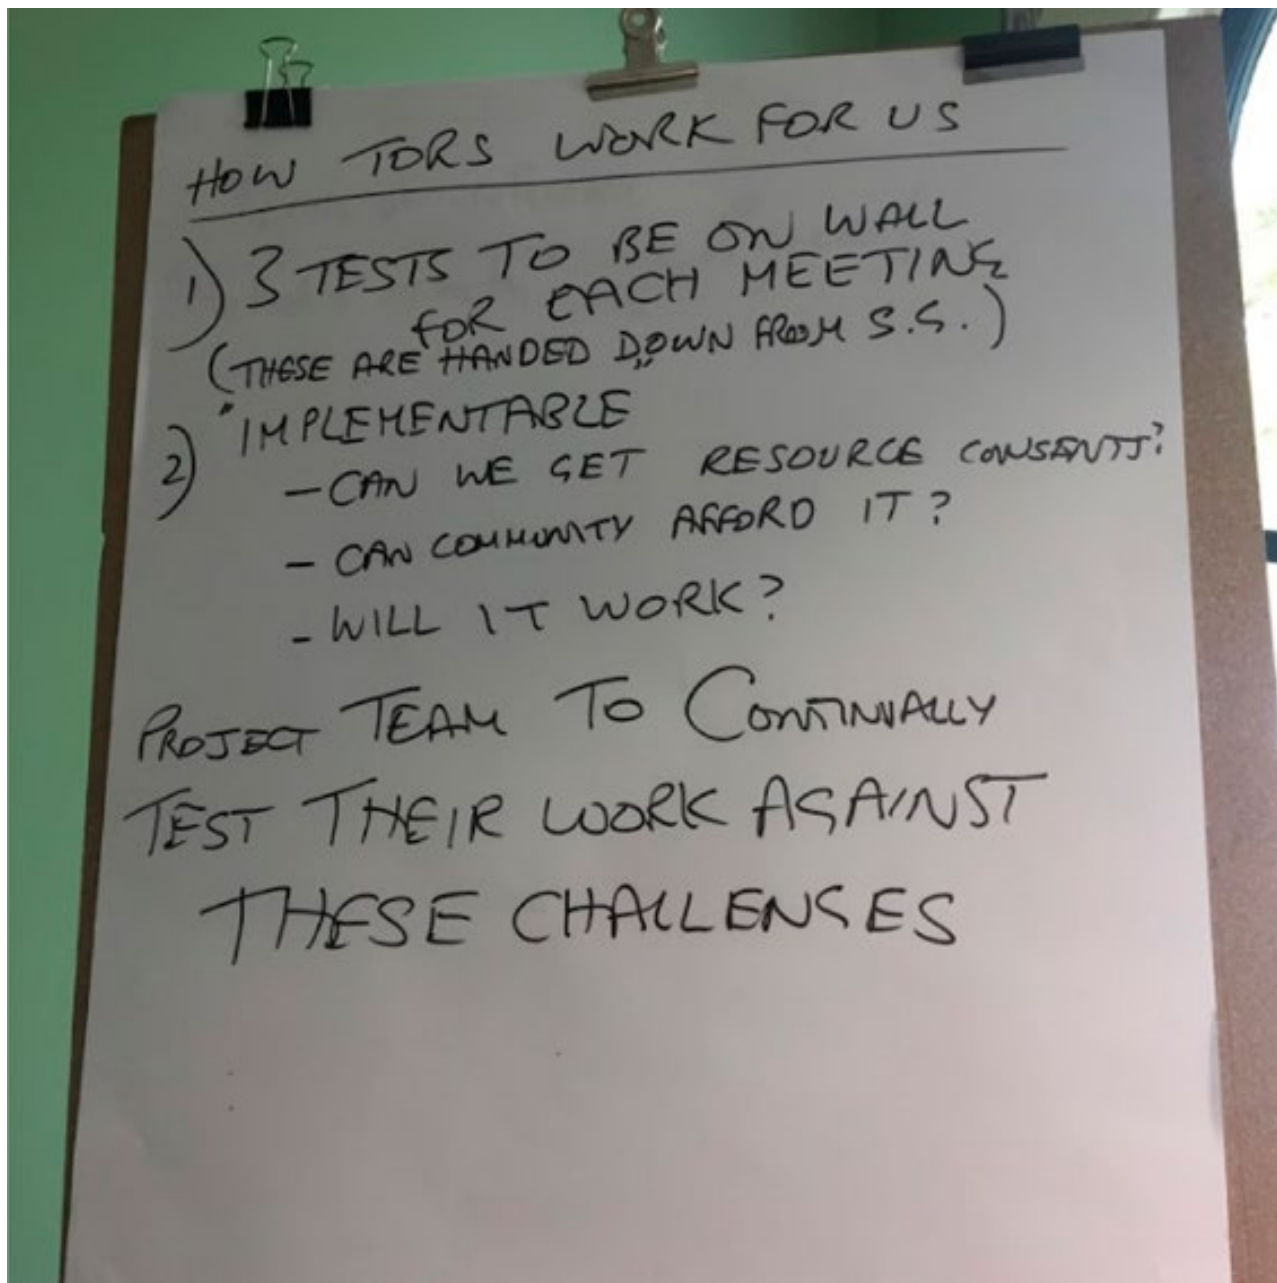 HOW TORS WORK FOR US
1) 3 TESTS TO BE ON WALL
FOR EACH MEETING
(THESE ARE HANDED DOWN FROM S.G.)
2) "IMPLEMENTABLE"
- CAN WE GET RESOURCE CONSENTS?
- CAN COMMUNITY AFFORD IT?
- WILL IT WORK?
PROJECT TEAM TO CONTINUALLY
TEST THEIR WORK AGAINST
THESE CHALLENGES